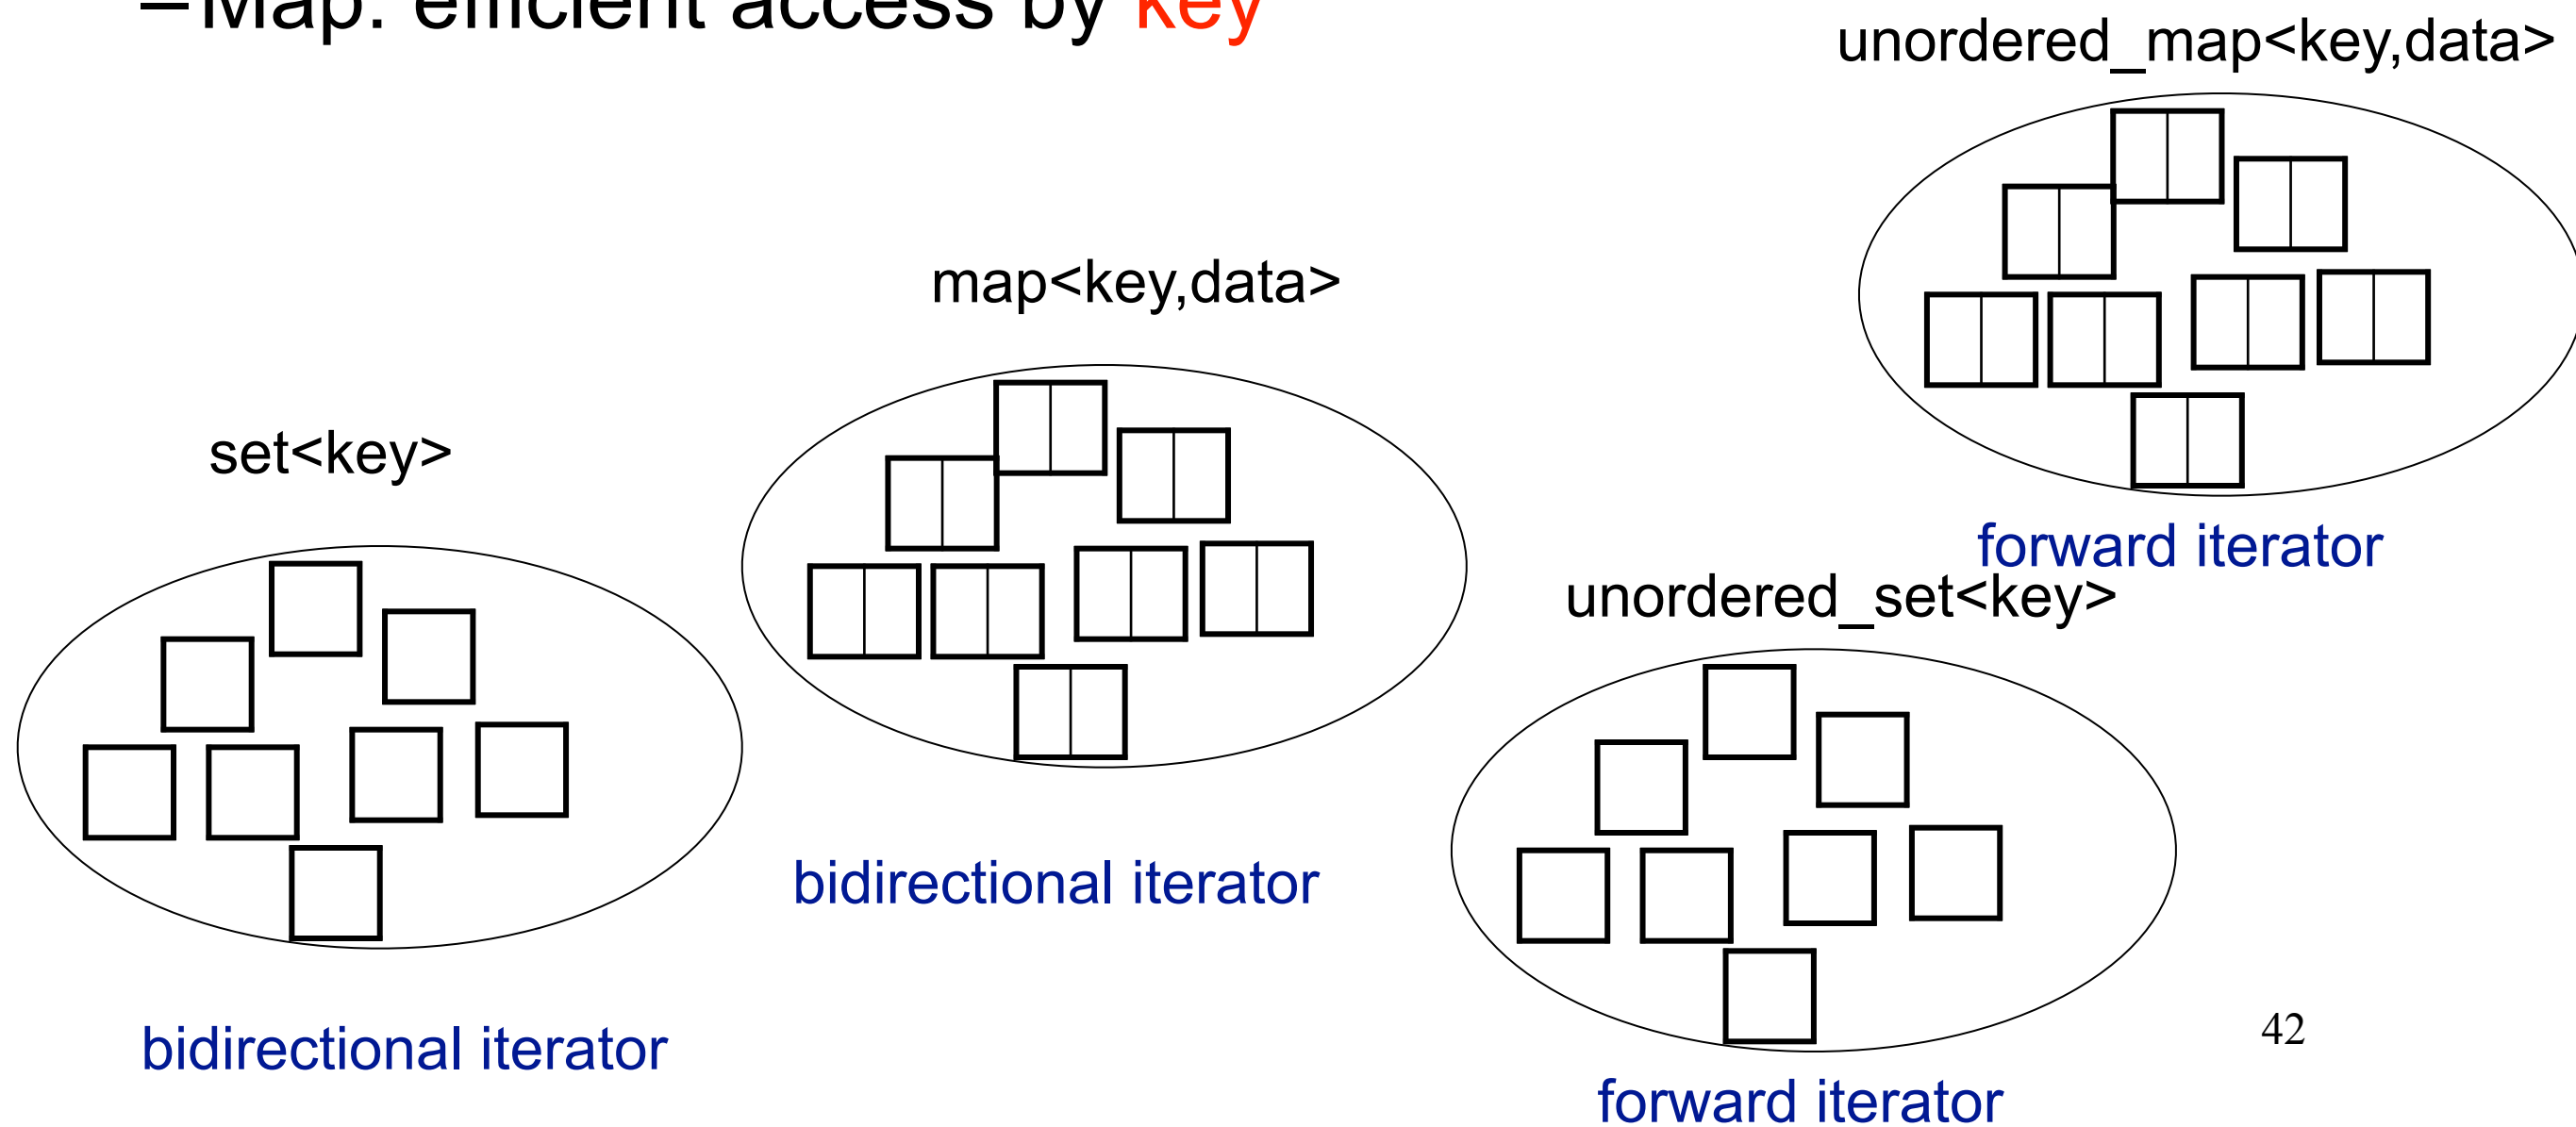 –Map: efficient access by key
unordered_map<key,data>
map<key,data>
set<key>
forward iterator
unordered_set<key>
bidirectional iterator
42
bidirectional iterator
forward iterator